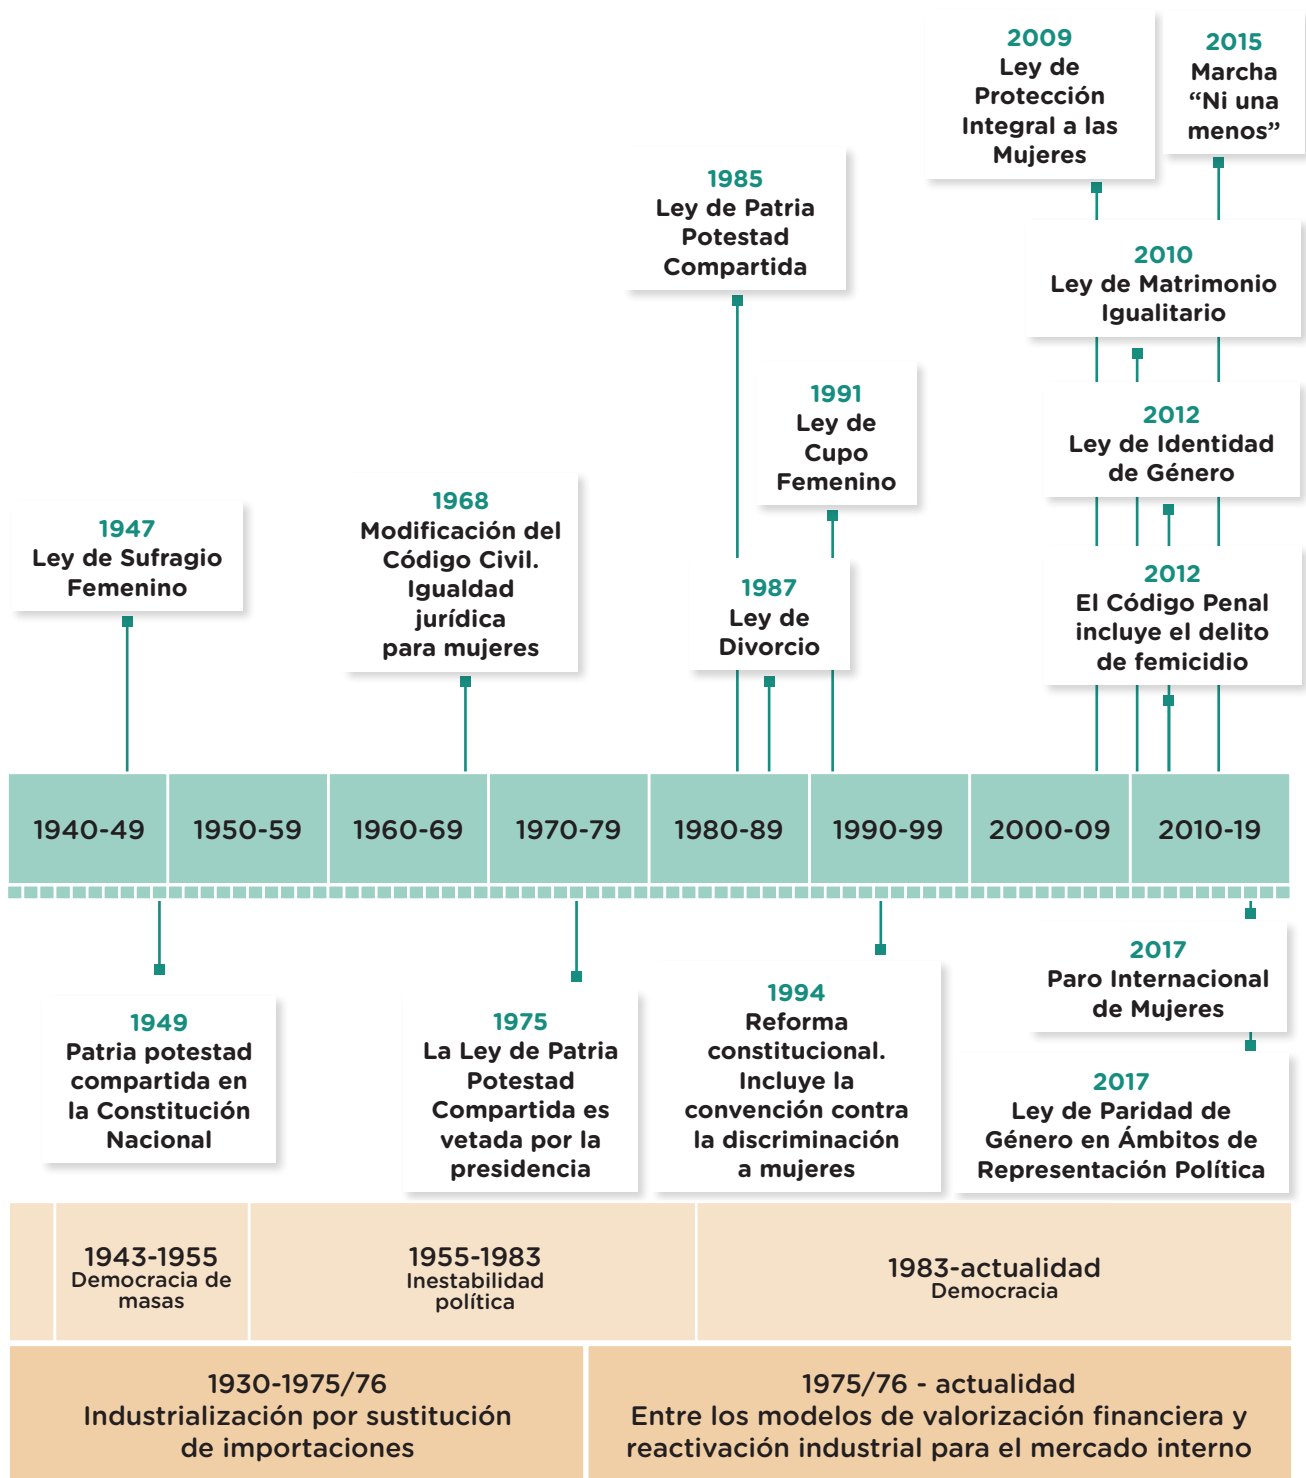 2009
Ley de
Protección
Integral a las
Mujeres
2015
Marcha
“Ni una
menos”
1985
Ley de Patria
Potestad
Compartida
2010
Ley de Matrimonio
Igualitario
1991
Ley de
Cupo
Femenino
2012
Ley de Identidad
de Género
1947
Ley de Sufragio
Femenino
1968
Modificación del
Código Civil.
Igualdad
jurídica
para mujeres
1987
Ley de
Divorcio
2012
El Código Penal
incluye el delito
de femicidio
1940-49
1950-59
1960-69
1970-79
1980-89
1990-99
2000-09
2010-19
1949
Patria potestad
compartida en
la Constitución
Nacional
1975
La Ley de Patria
Potestad
Compartida es
vetada por la
presidencia
1994
Reforma
constitucional.
Incluye la
convención contra
la discriminación
a mujeres
2017
Paro Internacional
de Mujeres
2017
Ley de Paridad de
Género en Ámbitos de
Representación Política
1943-1955
Democracia de
masas
1955-1983
Inestabilidad
política
1983-actualidad
Democracia
1930-1975/76
Industrialización por sustitución
de importaciones
1975/76 - actualidad
Entre los modelos de valorización financiera y
reactivación industrial para el mercado interno